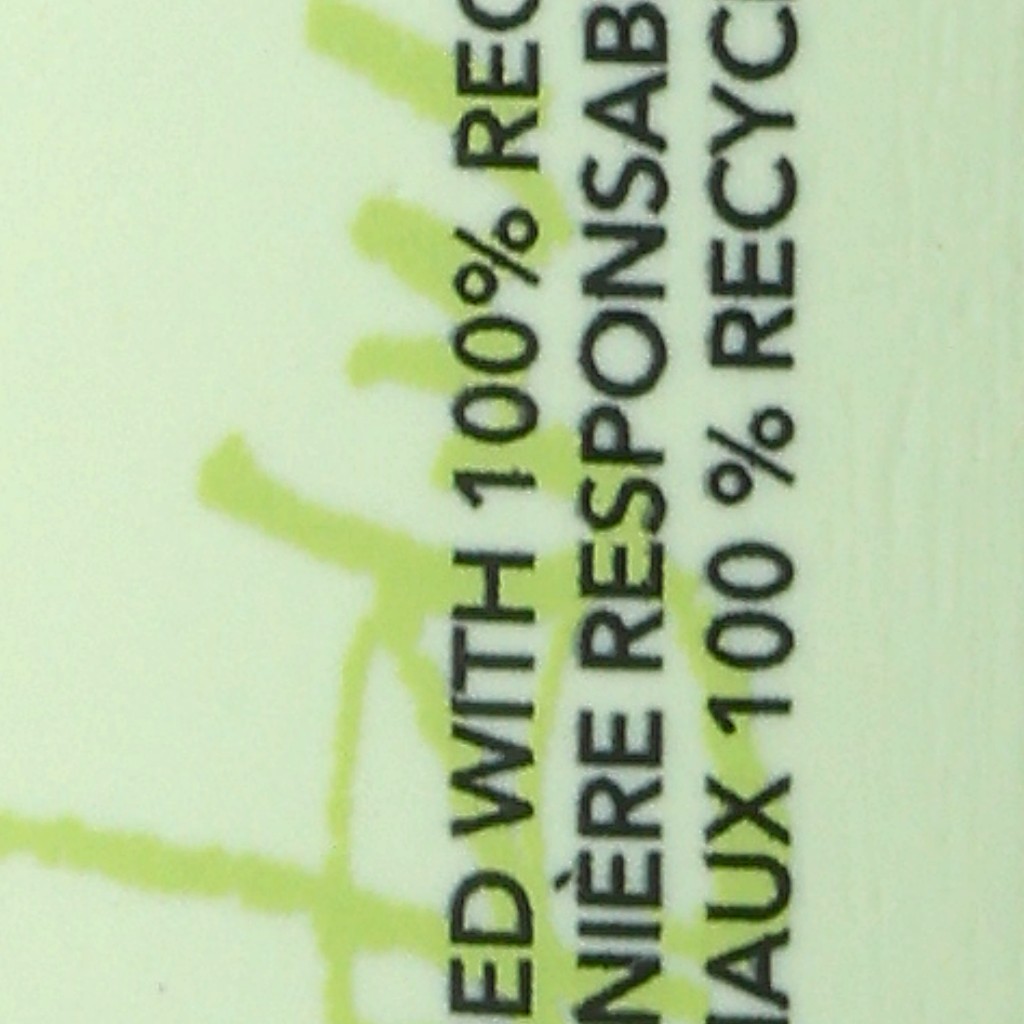 ED WITH 100% REC
NIÈRE RESPONSAB
IAUX 100 % RECYC